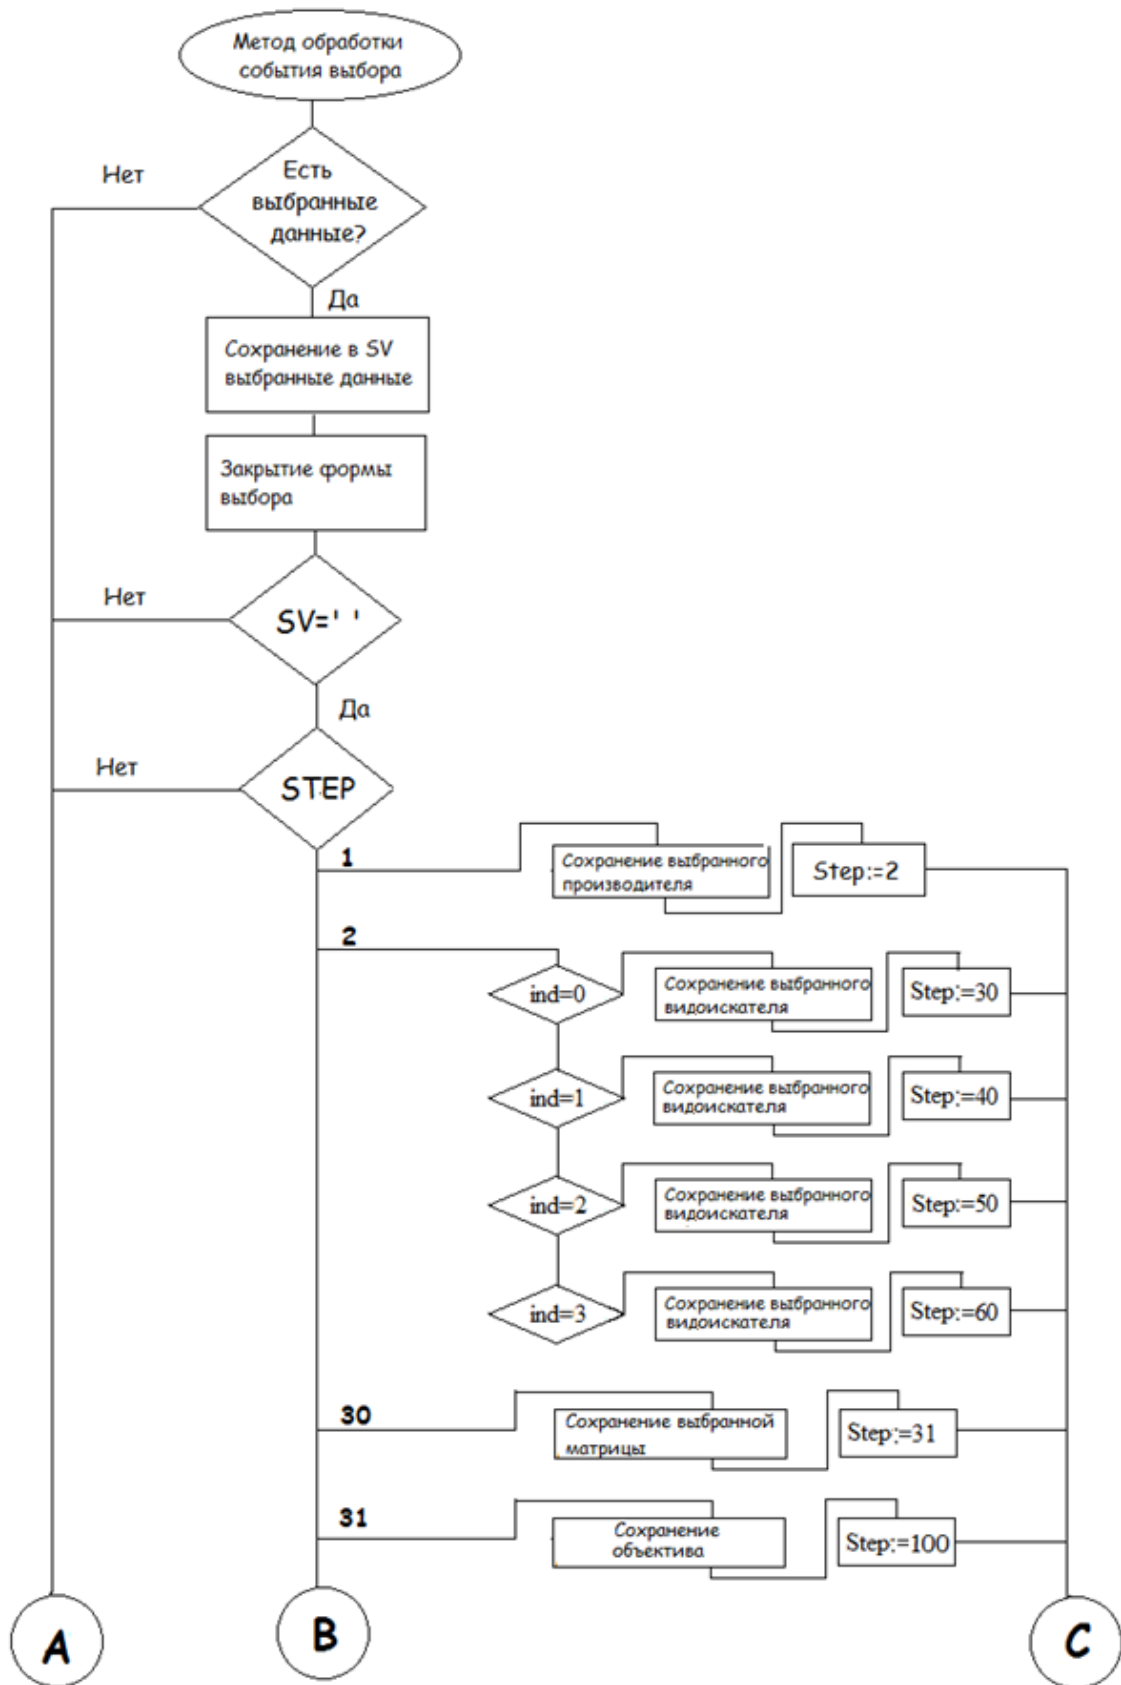 Метод обработки
события выбора
Нет
Есть
выбранные
данные?
Да
Сохранение в SV
выбранные данные
Закрытие формы
выбора
Нет
SV=' '
Да
Нет
STEP
1
Сохранение выбранного
производителя
Step:=2
2
ind=0
Сохранение выбранного
видоискателя
Step:=30
ind=1
Сохранение выбранного
видоискателя
Step:=40
ind=2
Сохранение выбранного
видоискателя
Step:=50
ind=3
Сохранение выбранного
видоискателя
Step:=60
30
Сохранение выбранной
матрицы
Step:=31
31
Сохранение
объектива
Step:=100
A
B
C